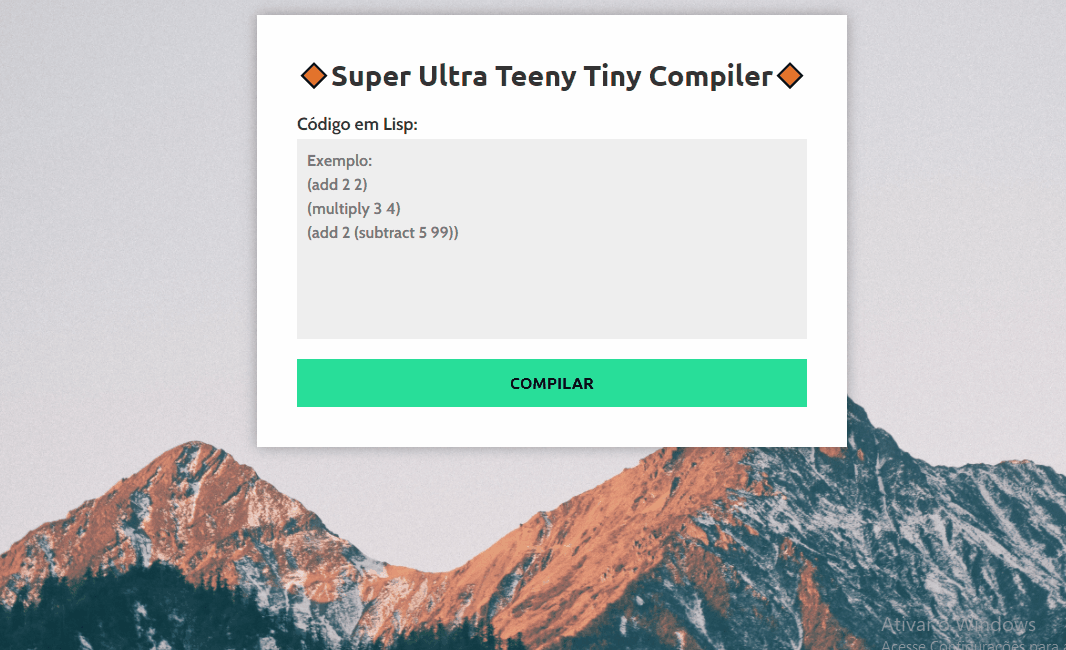 Super Ultra Teeny Tiny Compiler
Código em Lisp:
Exemplo:
(add 2 2)
(multiply 3 4)
(add 2 (subtract 5 99))
COMPILAR
Ativar o Windows
Acesse Configurações para